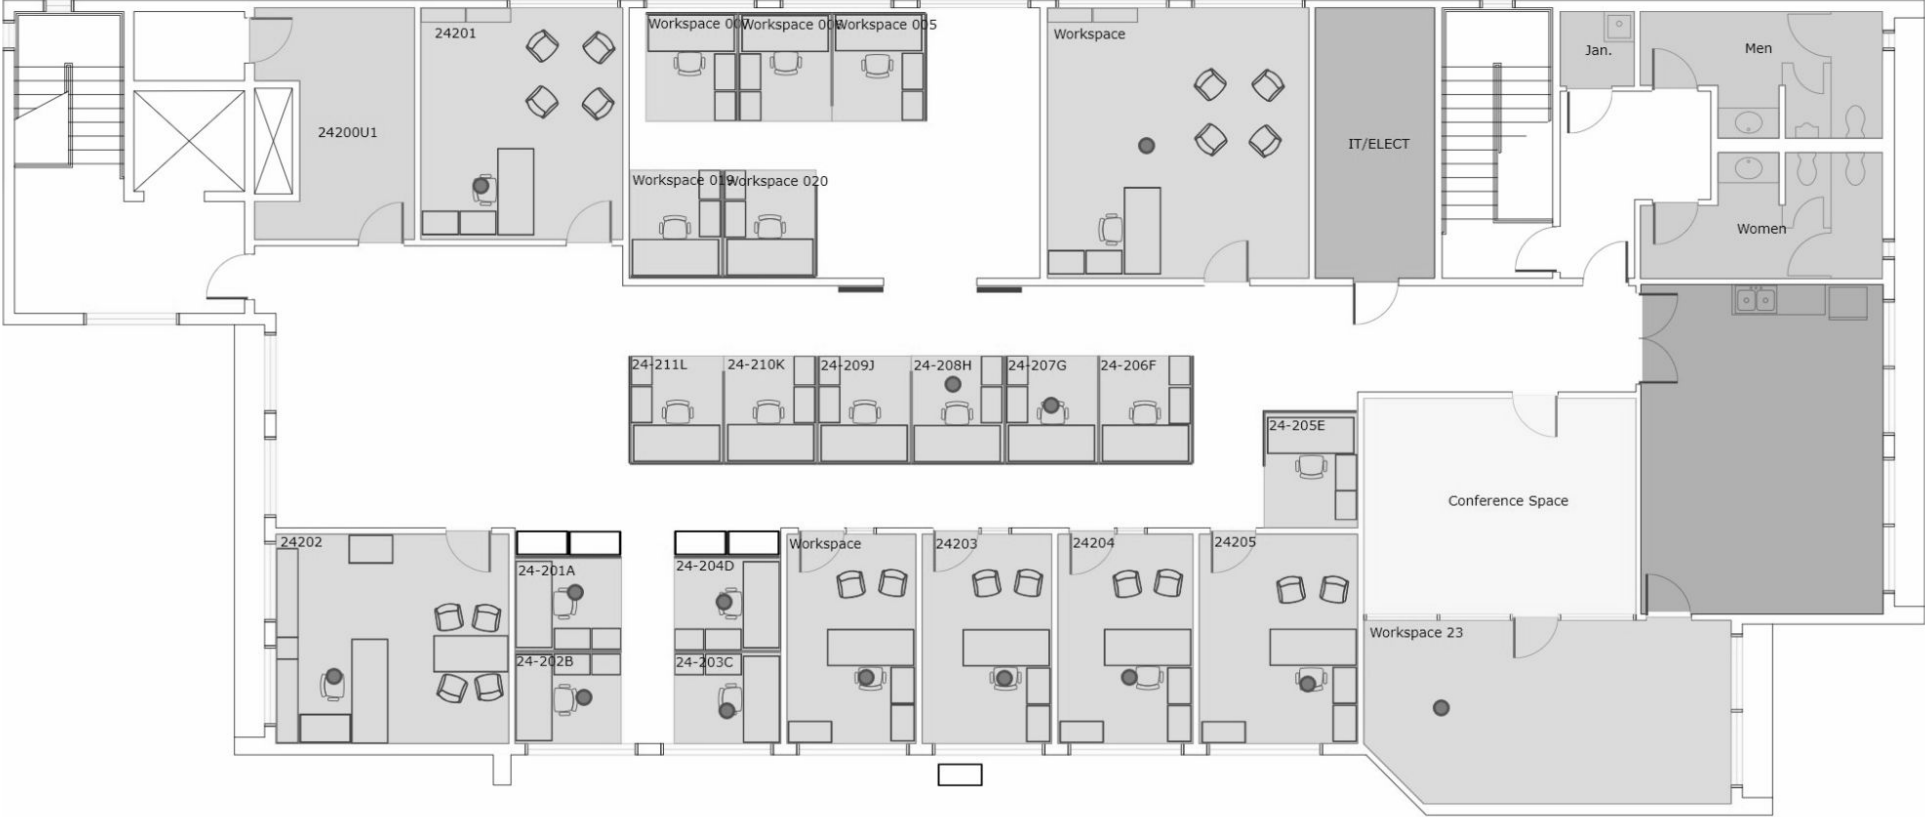 24201
Workspace 007
Workspace 006
Workspace 005
Workspace
Jan.
Men
24200U1
IT/ELECT
Workspace 019
Workspace 020
Women
24-211L
24-210K
24-209J
24-208H
24-207G
24-206F
24-205E
Conference Space
24202
24-201A
24-204D
Workspace
24203
24204
24205
24-202B
24-203C
Workspace 23